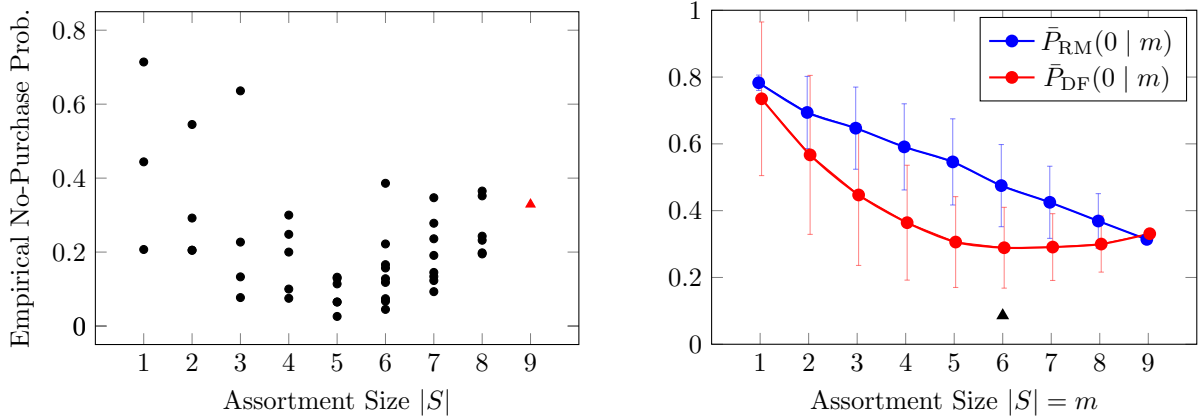 Empirical No-Purchase Prob.
0.8
0.6
0.4
0.2
0
1 2 3 4 5 6 7 8 9
Assortment Size |S|
1
0.8
0.6
0.4
0.2
0
P̄_RM(0 | m)
P̄_DF(0 | m)
1 2 3 4 5 6 7 8 9
Assortment Size |S| = m